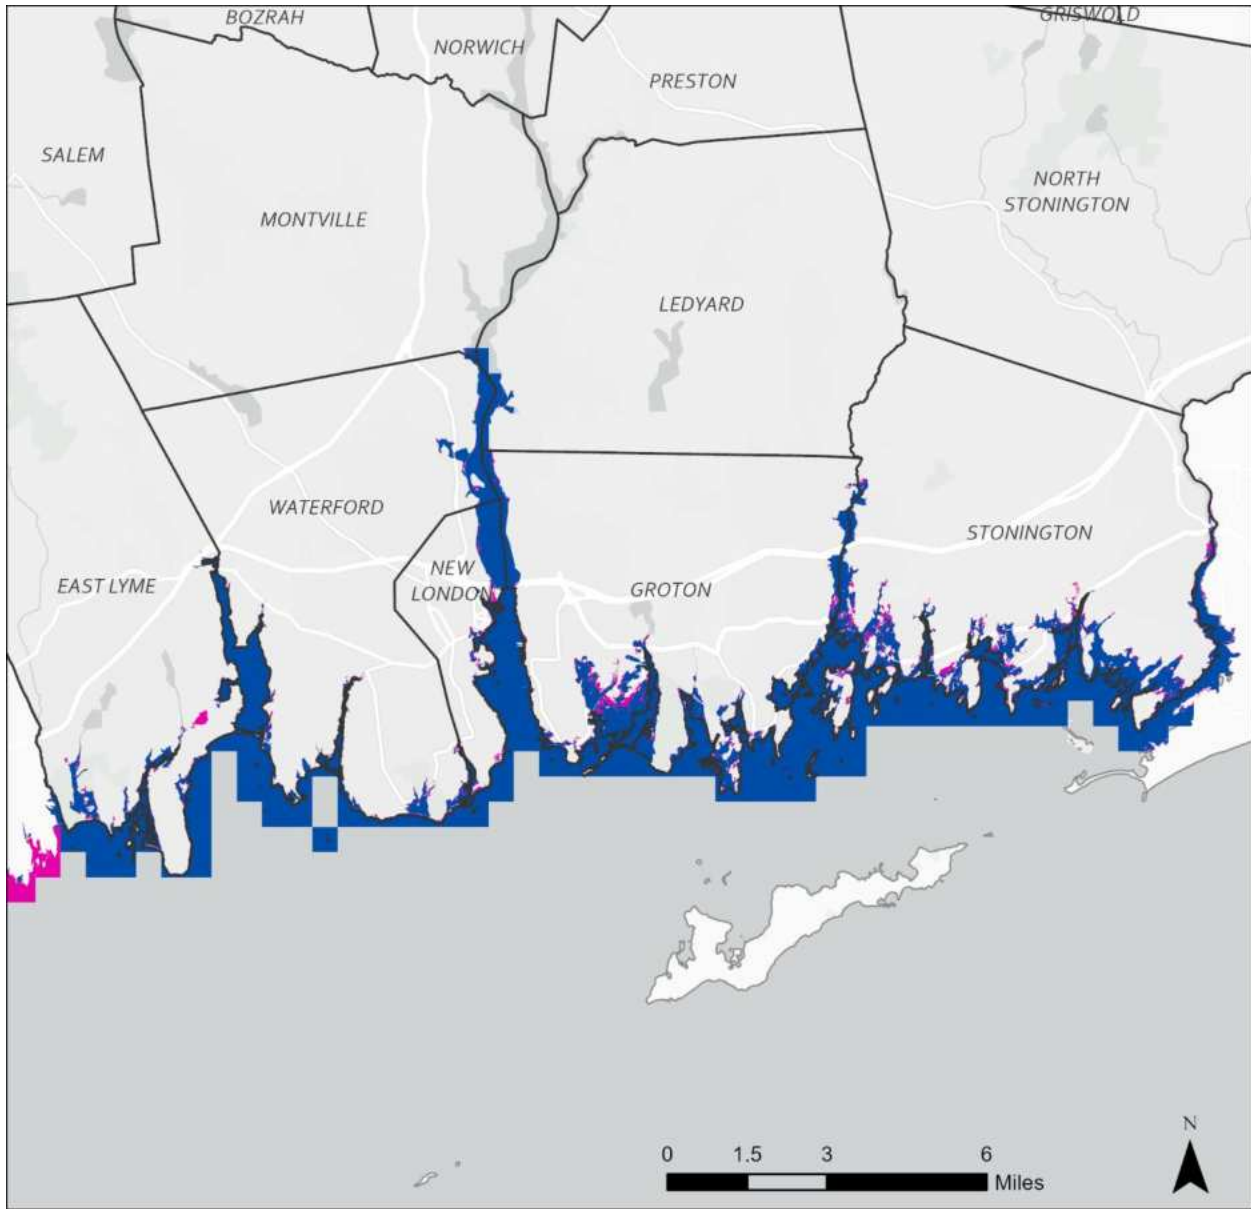 BOZRAH
GRISWOLD
NORWICH
PRESTON
SALEM
NORTH
STONINGTON
MONTVILLE
LEDYARD
WATERFORD
STONINGTON
EAST LYME
NEW
LONDON
GROTON
N
0 1.5 3 6
Miles